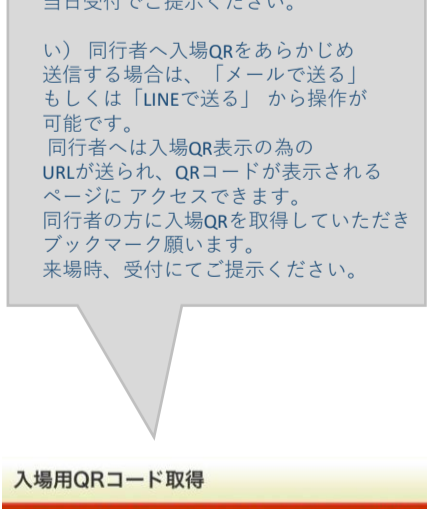 当日受付でご提示ください。
い） 同行者へ入場QRをあらかじめ
送信する場合は、「メールで送る」
もしくは「LINEで送る」 から操作が
可能です。
同行者へは入場QR表示の為の
URLが送られ、QRコードが表示される
ページに アクセスできます。
同行者の方に入場QRを取得していただき
ブックマーク願います。
来場時、受付にてご提示ください。
入場用QRコード取得